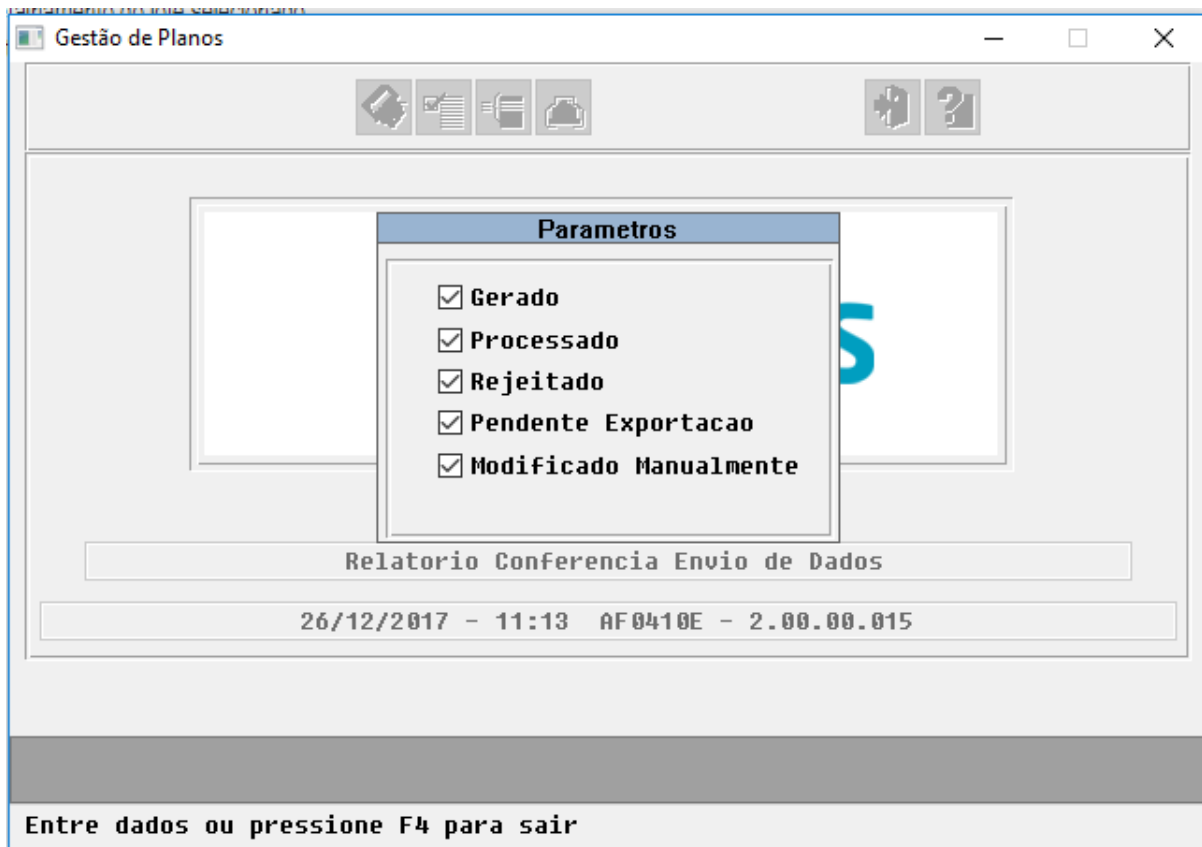 Gestão de Planos
Parametros
Gerado
Processado
Rejeitado
Pendente Exportacao
Modificado Manualmente
Relatorio Conferencia Envio de Dados
26/12/2017 - 11:13 AF0410E - 2.00.00.015
Entre dados ou pressione F4 para sair